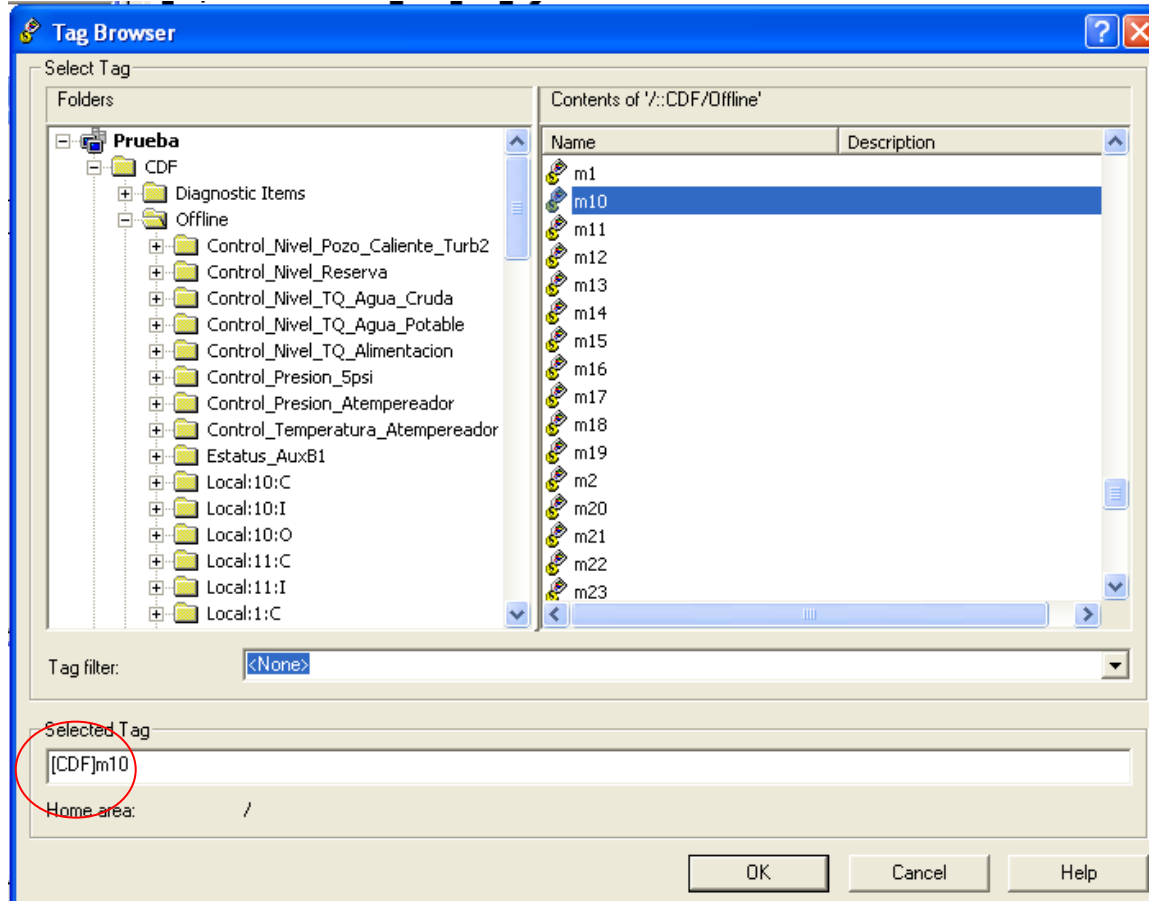 Tag Browser
Select Tag
Folders
Contents of '/::CDF/Offline'
Prueba
CDF
Diagnostic Items
Offline
Control_Nivel_Pozo_Caliente_Turb2
Control_Nivel_Reserva
Control_Nivel_TQ_Agua_Cruda
Control_Nivel_TQ_Agua_Potable
Control_Nivel_TQ_Alimentacion
Control_Presion_5psi
Control_Presion_Atempereador
Control_Temperatura_Atempereador
Estatus_AuxB1
Local:10:C
Local:10:I
Local:10:O
Local:11:C
Local:11:I
Local:1:C
Name Description
m1
m10
m11
m12
m13
m14
m15
m16
m17
m18
m19
m2
m20
m21
m22
m23
Tag filter: <None>
Selected Tag
[CDF]m10
Home area: /
OK Cancel Help